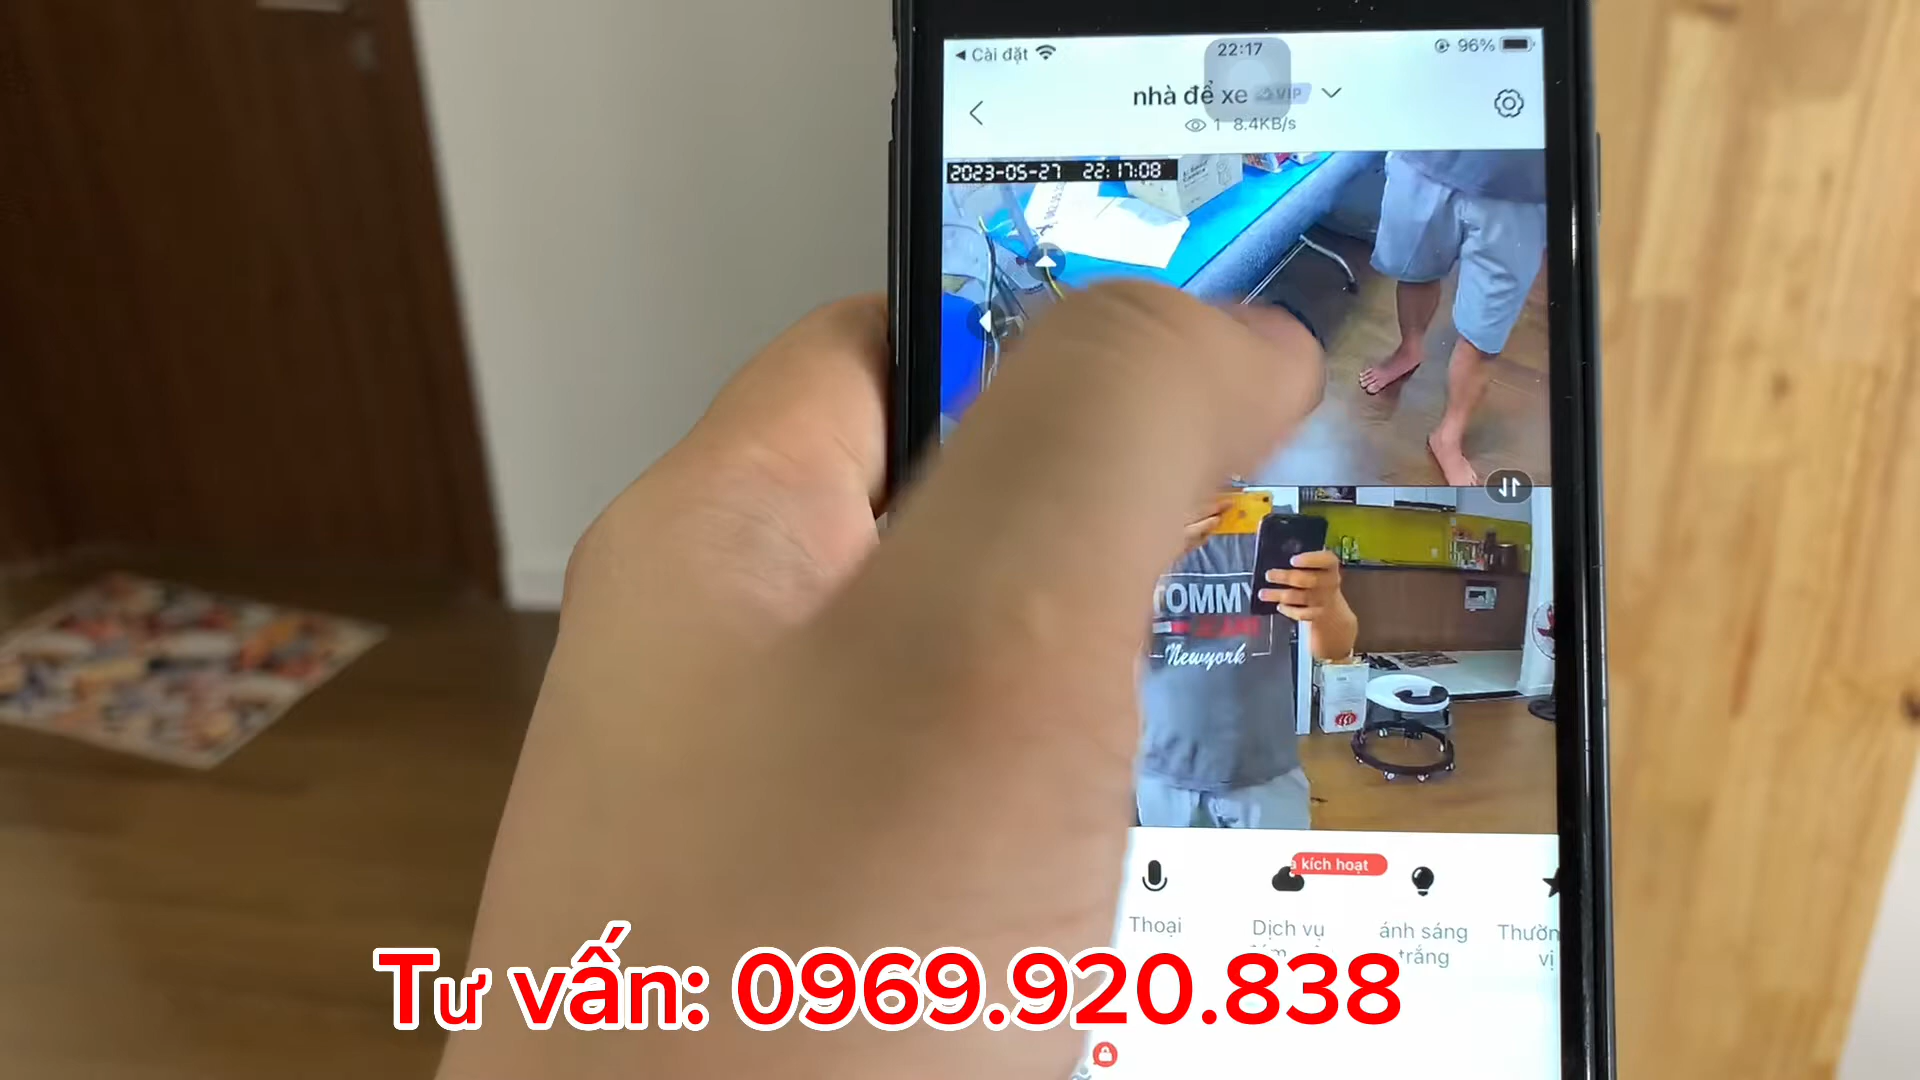 Cài đặt
22:17
96%
nhà để xe
VIP
1 8.4KB/s
2023-05-27 22:17:08
TOMMY
Newyork
kích hoạt
Thoại
Dịch vụ
ánh sáng
trắng
vị
Tư vấn: 0969.920.838